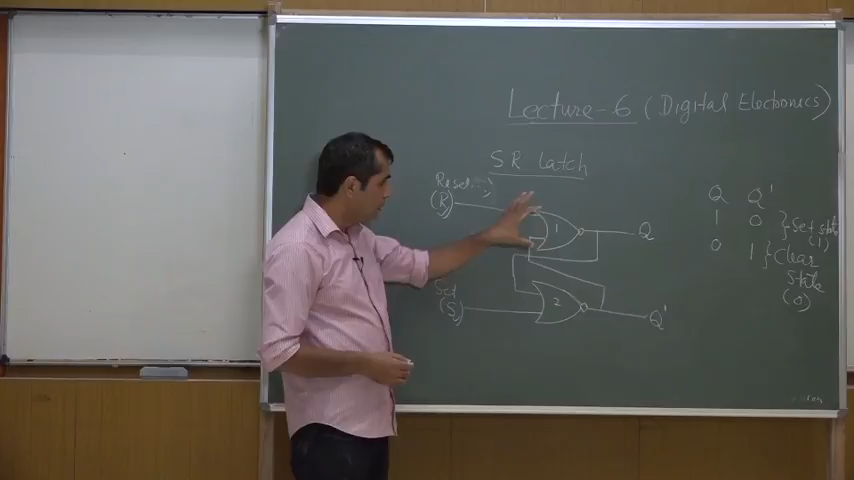 Lecture-6 (Digital Electronics)
SR Latch
Reset
(R)
1
Q
Set
(S)
2
Q'
Q Q'
1 0 } Set state
(1)
0 1 } Clear
State
(0)